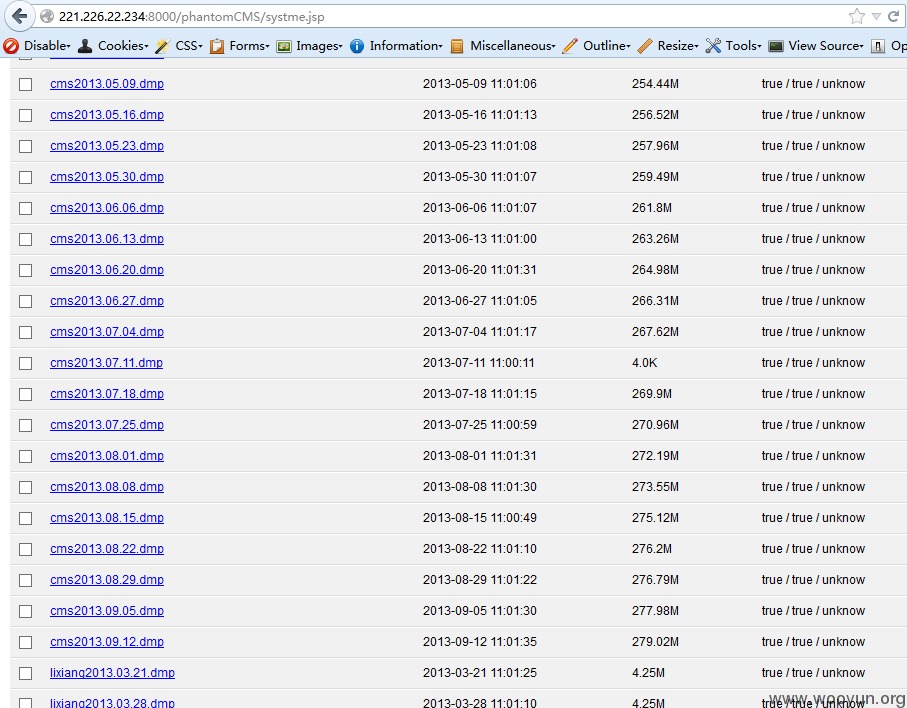 221.226.22.234:8000/phantomCMS/systme.jsp
Disable Cookies CSS Forms Images Information Miscellaneous Outline Resize Tools View Source Op
cms2013.05.09.dmp 2013-05-09 11:01:06 254.44M true / true / unknow
cms2013.05.16.dmp 2013-05-16 11:01:13 256.52M true / true / unknow
cms2013.05.23.dmp 2013-05-23 11:01:08 257.96M true / true / unknow
cms2013.05.30.dmp 2013-05-30 11:01:07 259.49M true / true / unknow
cms2013.06.06.dmp 2013-06-06 11:01:07 261.8M true / true / unknow
cms2013.06.13.dmp 2013-06-13 11:01:00 263.26M true / true / unknow
cms2013.06.20.dmp 2013-06-20 11:01:31 264.98M true / true / unknow
cms2013.06.27.dmp 2013-06-27 11:01:05 266.31M true / true / unknow
cms2013.07.04.dmp 2013-07-04 11:01:17 267.62M true / true / unknow
cms2013.07.11.dmp 2013-07-11 11:00:11 4.0K true / true / unknow
cms2013.07.18.dmp 2013-07-18 11:01:15 269.9M true / true / unknow
cms2013.07.25.dmp 2013-07-25 11:00:59 270.96M true / true / unknow
cms2013.08.01.dmp 2013-08-01 11:01:31 272.19M true / true / unknow
cms2013.08.08.dmp 2013-08-08 11:01:30 273.55M true / true / unknow
cms2013.08.15.dmp 2013-08-15 11:00:49 275.12M true / true / unknow
cms2013.08.22.dmp 2013-08-22 11:01:10 276.2M true / true / unknow
cms2013.08.29.dmp 2013-08-29 11:01:22 276.79M true / true / unknow
cms2013.09.05.dmp 2013-09-05 11:01:30 277.98M true / true / unknow
cms2013.09.12.dmp 2013-09-12 11:01:35 279.02M true / true / unknow
lixiang2013.03.21.dmp 2013-03-21 11:01:25 4.25M true / true / unknow
lixiang2013.03.28.dmp 2013-03-28 11:01:10 4.25M true / true / unknow
www.wooyun.org